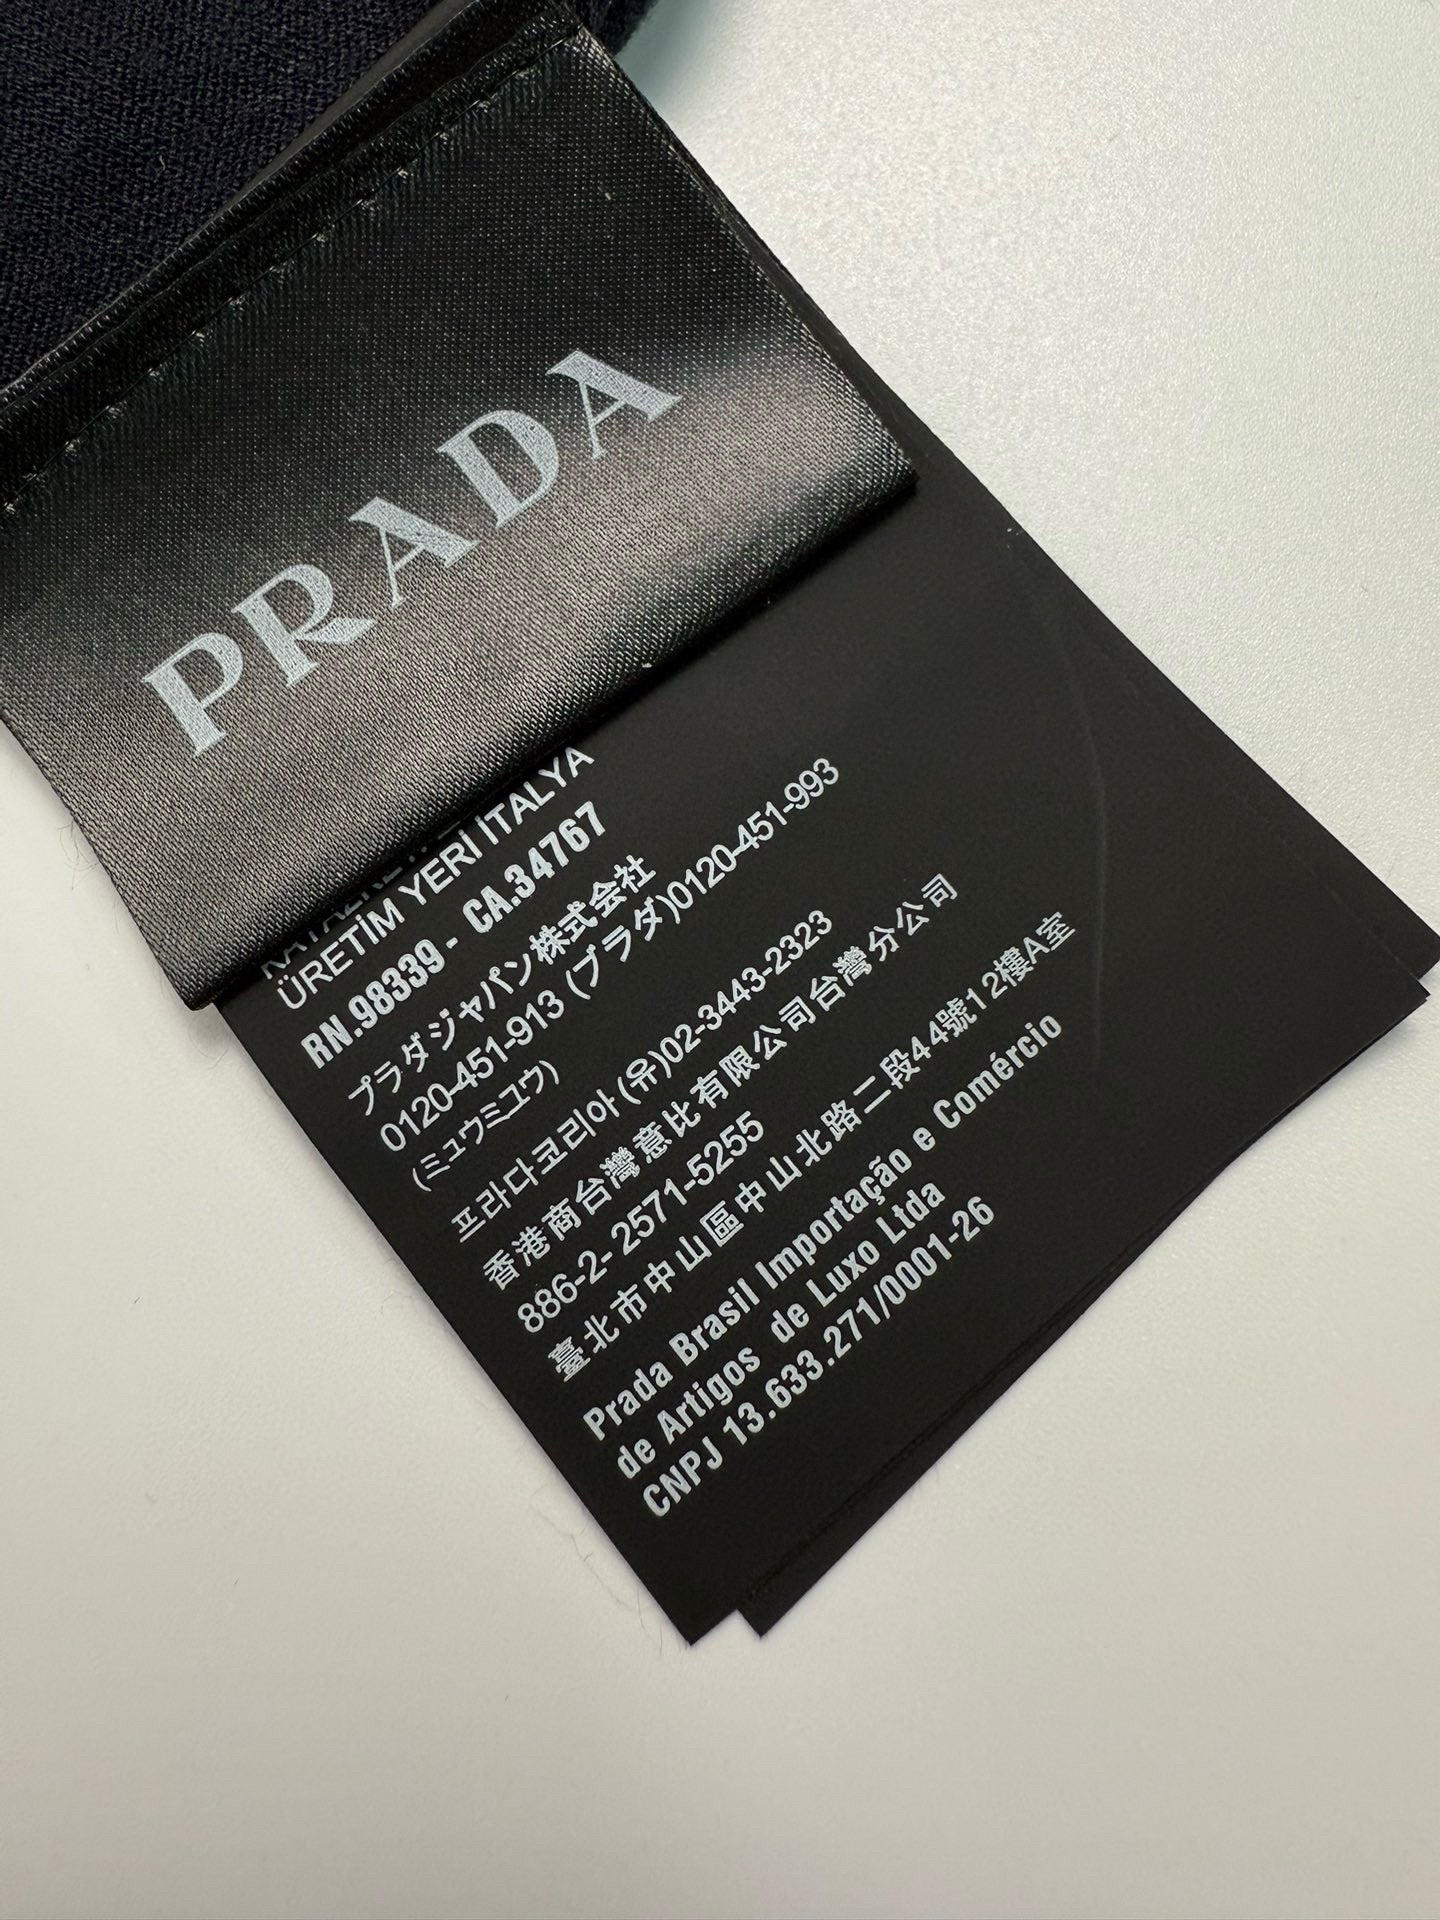 PRADA
ÜRETİM YERİ İTALYA
RN.98339 - CA.34767
プラダジャパン株式会社
0120-451-913 (プラダ)0120-451-993
(ミュウミュウ)
프라다코리아 (유)02-3443-2323
香港商台灣意比有限公司台灣分公司
886-2- 2571-5255
臺北市中山區中山北路二段44號12樓A室
Prada Brasil Importação e Comércio
de Artigos de Luxo Ltda
CNPJ 13.633.271/0001-26